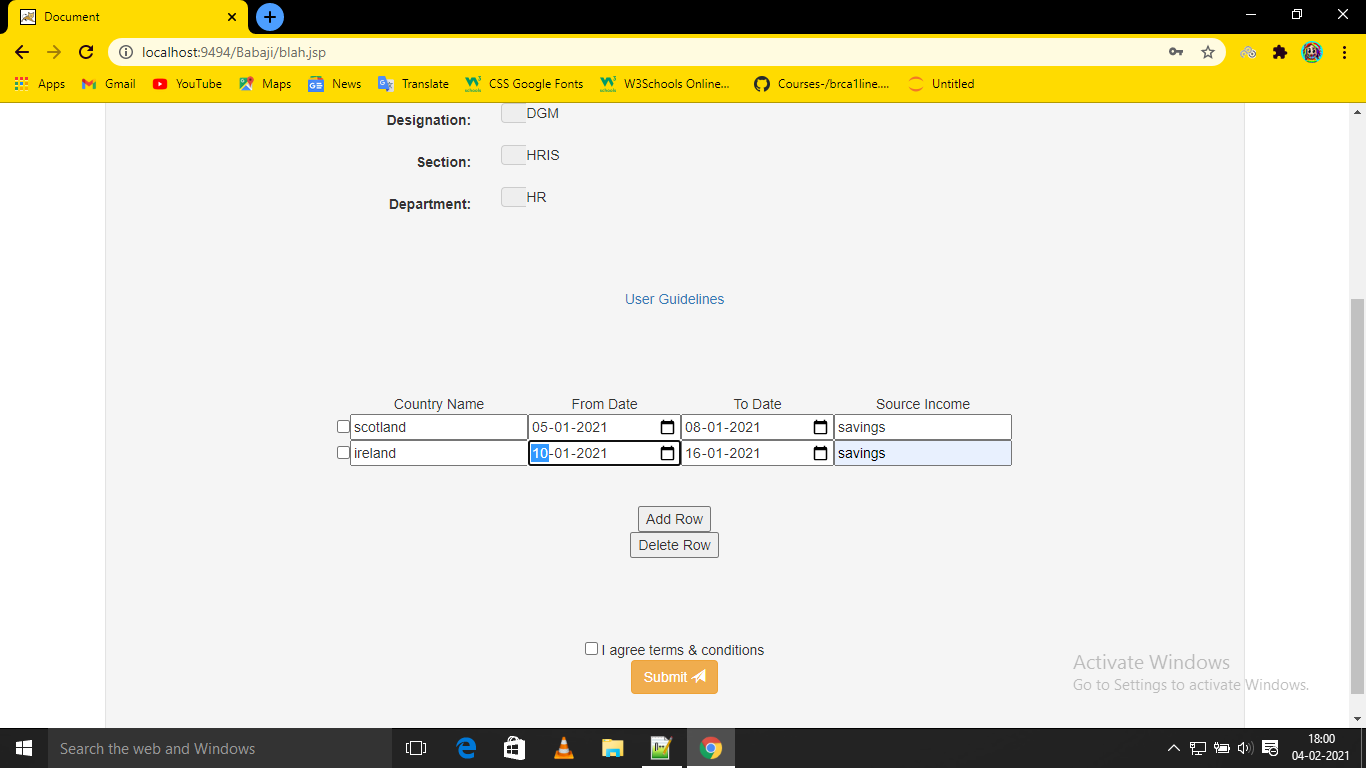 Document
localhost:9494/Babaji/blah.jsp
Apps Gmail YouTube Maps News Translate CSS Google Fonts W3Schools Online... Courses-/brca1line.... Untitled
Designation: DGM
Section: HRIS
Department: HR
User Guidelines
Country Name From Date To Date Source Income
scotland 05-01-2021 08-01-2021 savings
ireland 10-01-2021 16-01-2021 savings
Add Row
Delete Row
I agree terms & conditions
Submit
Activate Windows
Go to Settings to activate Windows.
Search the web and Windows
18:00
04-02-2021